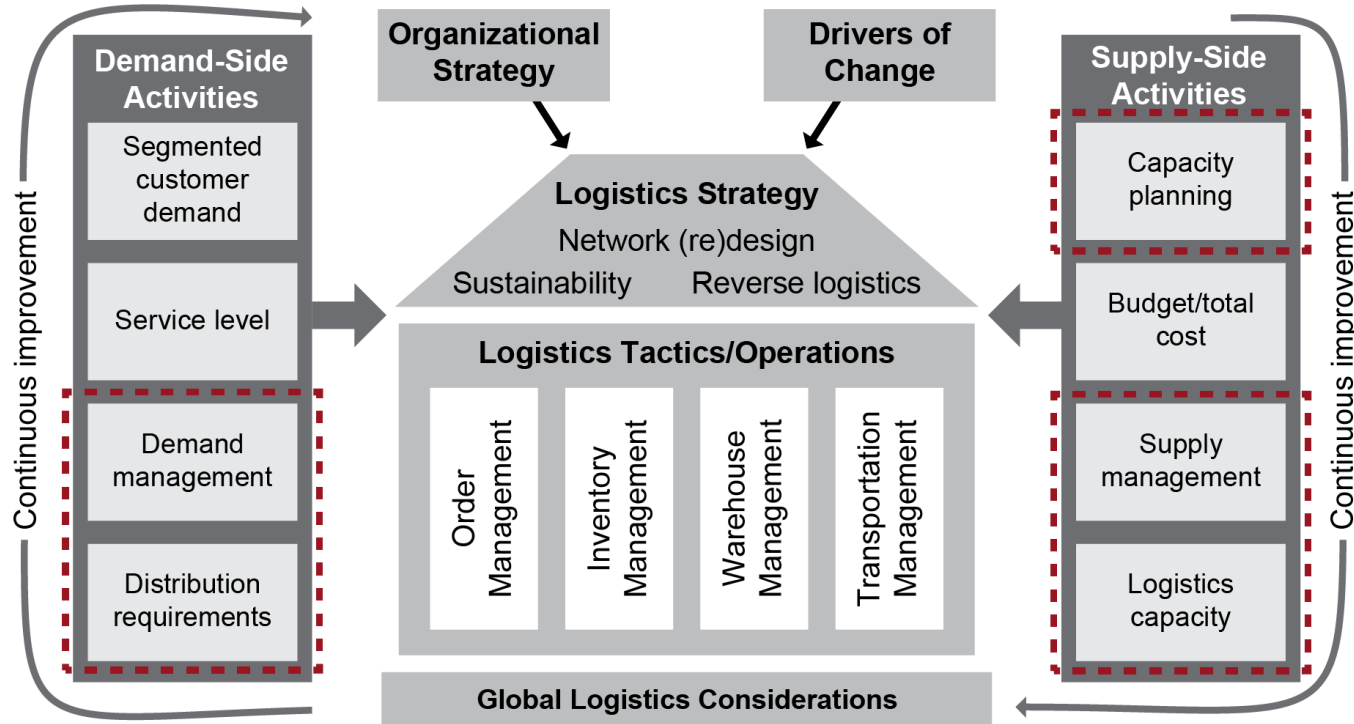 Continuous improvement
Demand-Side
Activities
Segmented
customer
demand
Service level
Demand
management
Distribution
requirements
Organizational
Strategy
Drivers of
Change
Logistics Strategy
Network (re)design
Sustainability
Reverse logistics
Logistics Tactics/Operations
Order
Management
Inventory
Management
Warehouse
Management
Transportation
Management
Global Logistics Considerations
Supply-Side
Activities
Capacity
planning
Budget/total
cost
Supply
management
Logistics
capacity
Continuous improvement